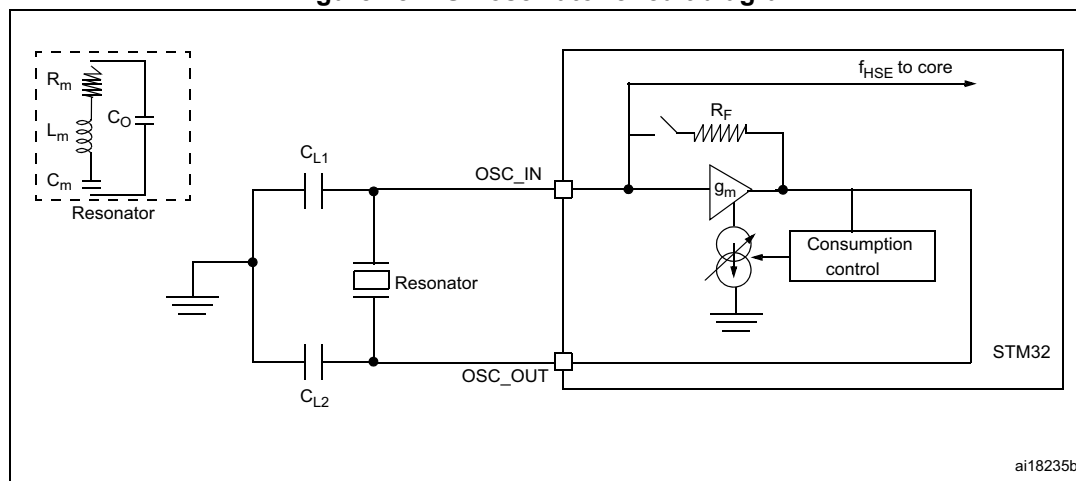 Rm
Lm
CO
Cm
Resonator
CL1
CL2
Resonator
OSC_IN
OSC_OUT
fHSE to core
RF
gm
Consumption
control
STM32
ai18235b